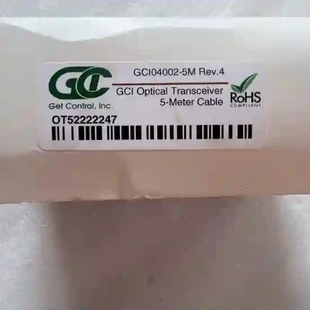 GCI
GCI04002-5M Rev.4
Get Control, Inc.
GCI Optical Transceiver
5-Meter Cable
RoHS
COMPLIANT
OT52222247